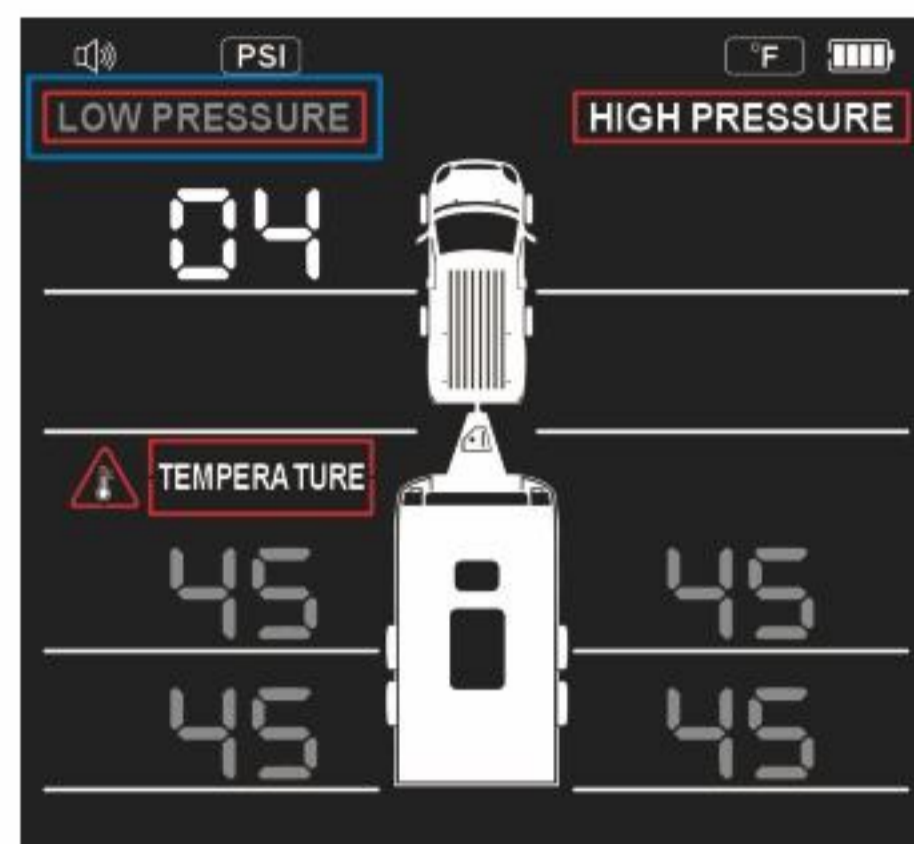 PSI °F
LOW PRESSURE HIGH PRESSURE
04
TEMPERATURE
45 45
45 45